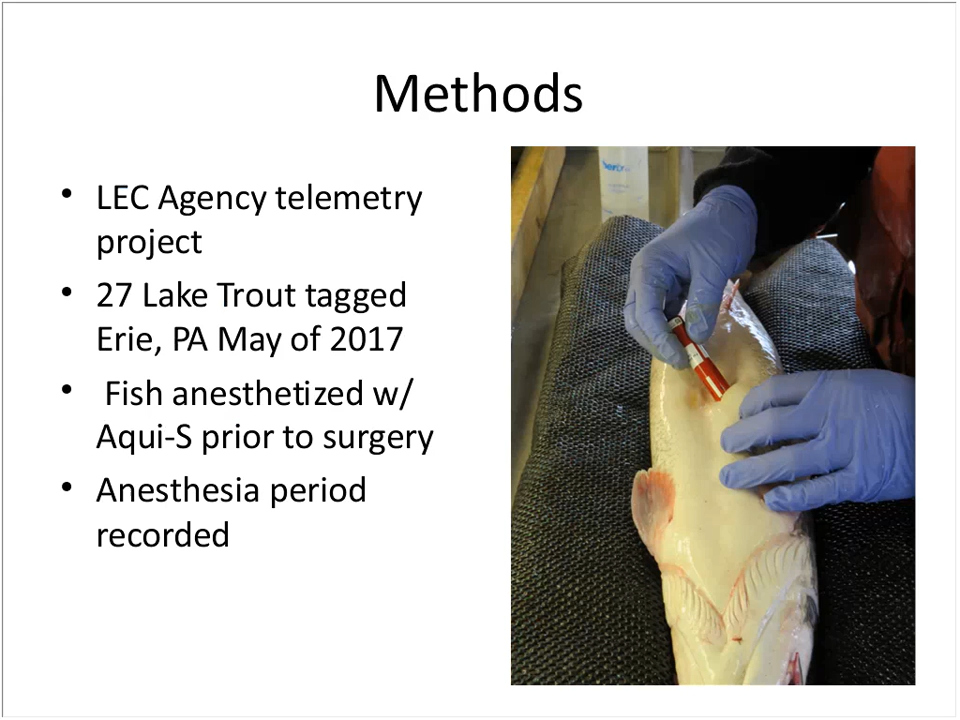 Methods
• LEC Agency telemetry
project
• 27 Lake Trout tagged
Erie, PA May of 2017
• Fish anesthetized w/
Aqui-S prior to surgery
• Anesthesia period
recorded